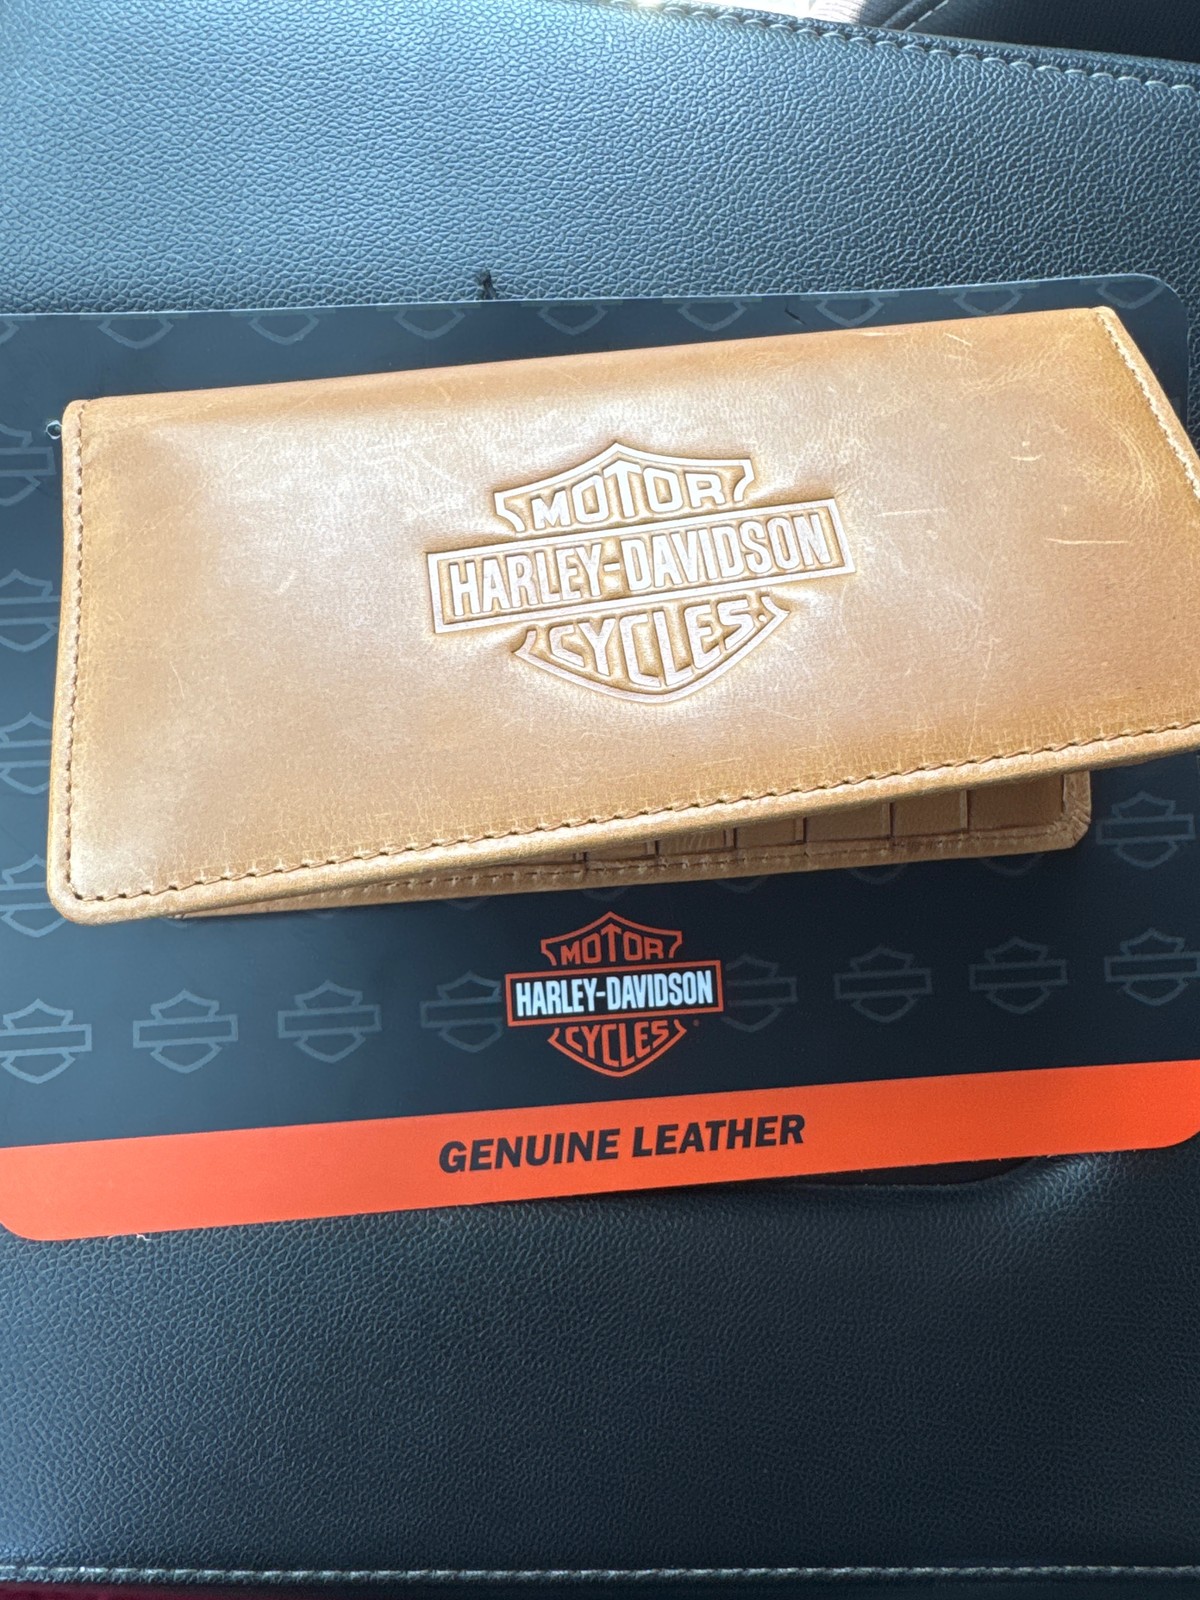 MOTOR
HARLEY-DAVIDSON
CYCLES
MOTOR
HARLEY-DAVIDSON
CYCLES
GENUINE LEATHER